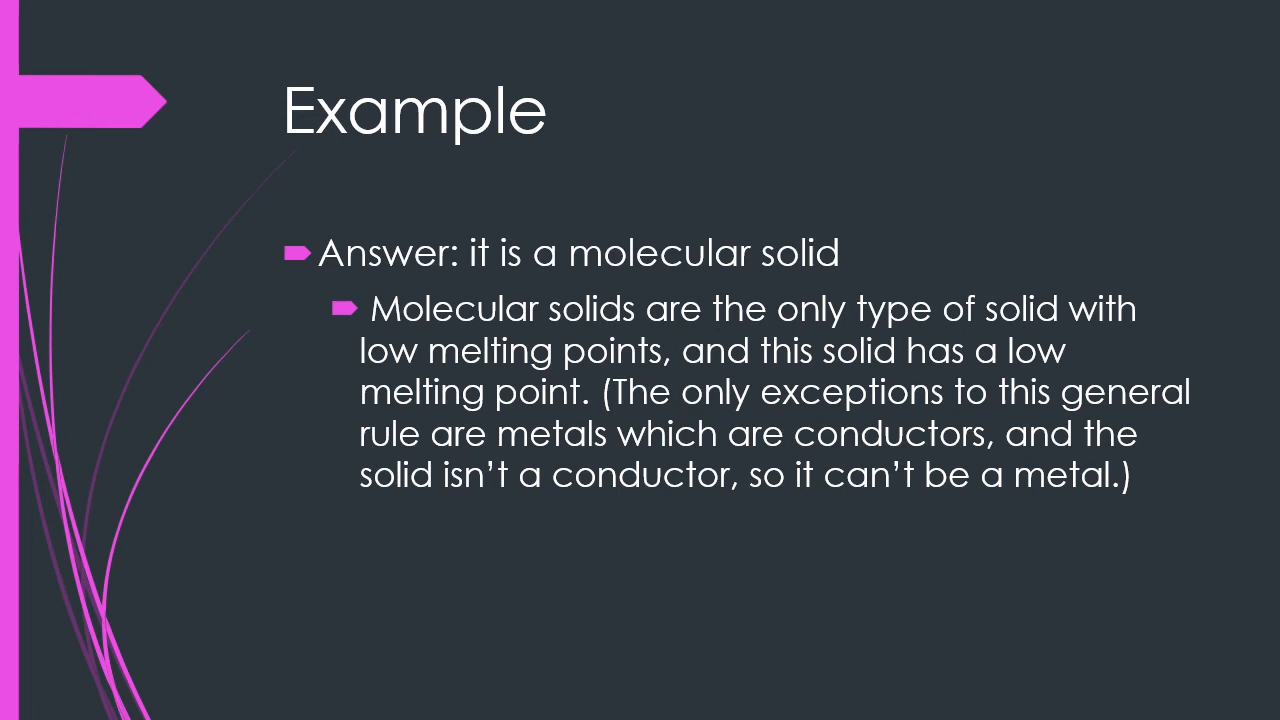 Example
Answer: it is a molecular solid
Molecular solids are the only type of solid with
low melting points, and this solid has a low
melting point. (The only exceptions to this general
rule are metals which are conductors, and the
solid isn’t a conductor, so it can’t be a metal.)